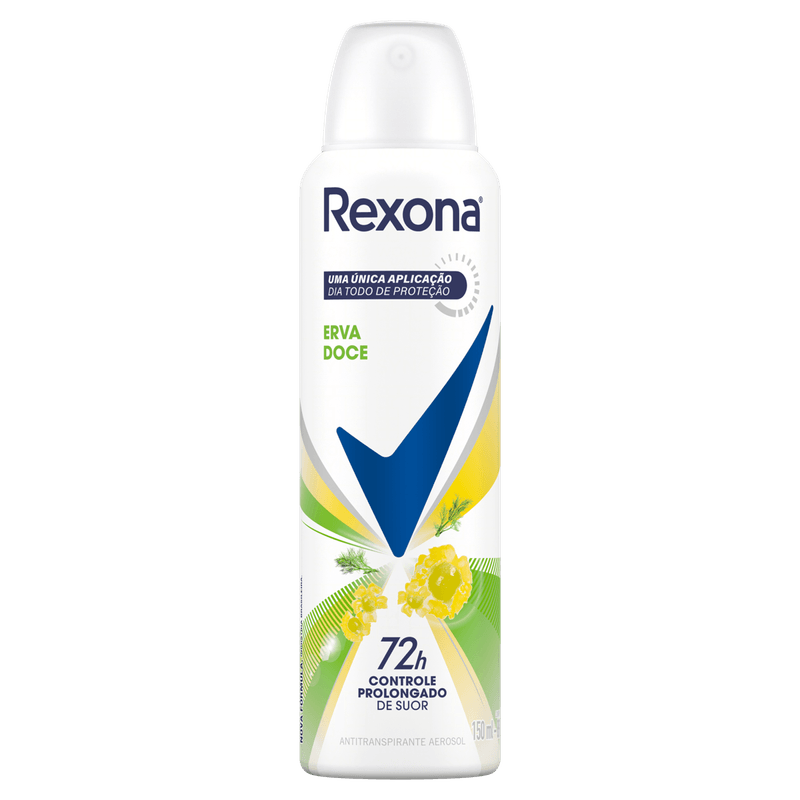 Rexona®
UMA ÚNICA APLICAÇÃO
DIA TODO DE PROTEÇÃO
ERVA
DOCE
72h
CONTROLE
PROLONGADO
DE SUOR
ANTITRANSPIRANTE AEROSOL
150 ml
NOVA FÓRMULA.